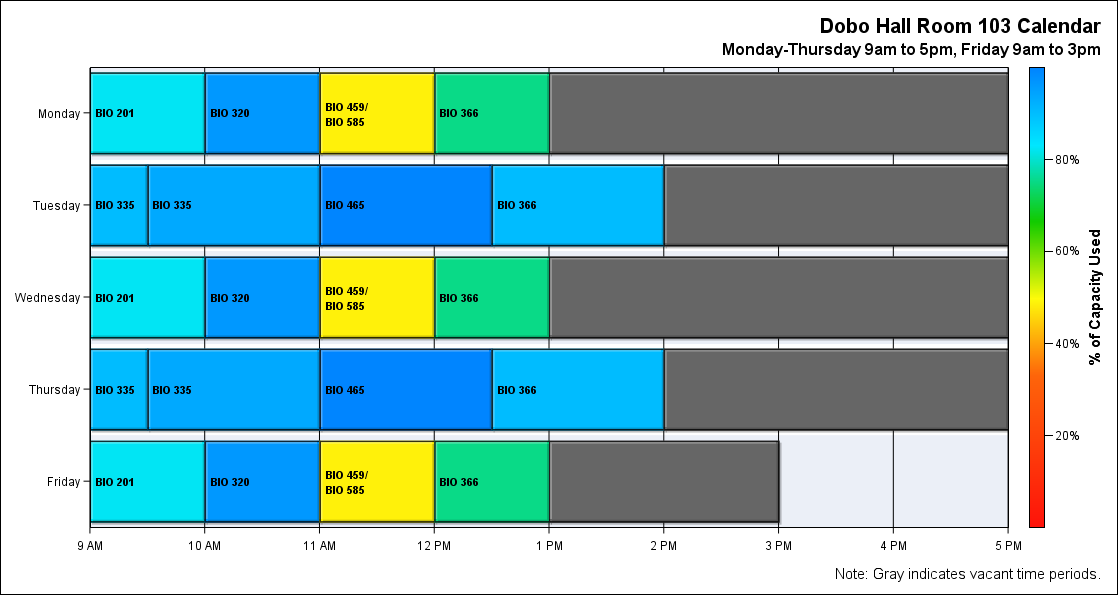 Dobo Hall Room 103 Calendar
Monday-Thursday 9am to 5pm, Friday 9am to 3pm
Monday
BIO 201
BIO 320
BIO 459/
BIO 585
BIO 366
Tuesday
BIO 335
BIO 335
BIO 465
BIO 366
Wednesday
BIO 201
BIO 320
BIO 459/
BIO 585
BIO 366
Thursday
BIO 335
BIO 335
BIO 465
BIO 366
Friday
BIO 201
BIO 320
BIO 459/
BIO 585
BIO 366
9 AM
10 AM
11 AM
12 PM
1 PM
2 PM
3 PM
4 PM
5 PM
80%
60%
40%
20%
% of Capacity Used
Note: Gray indicates vacant time periods.